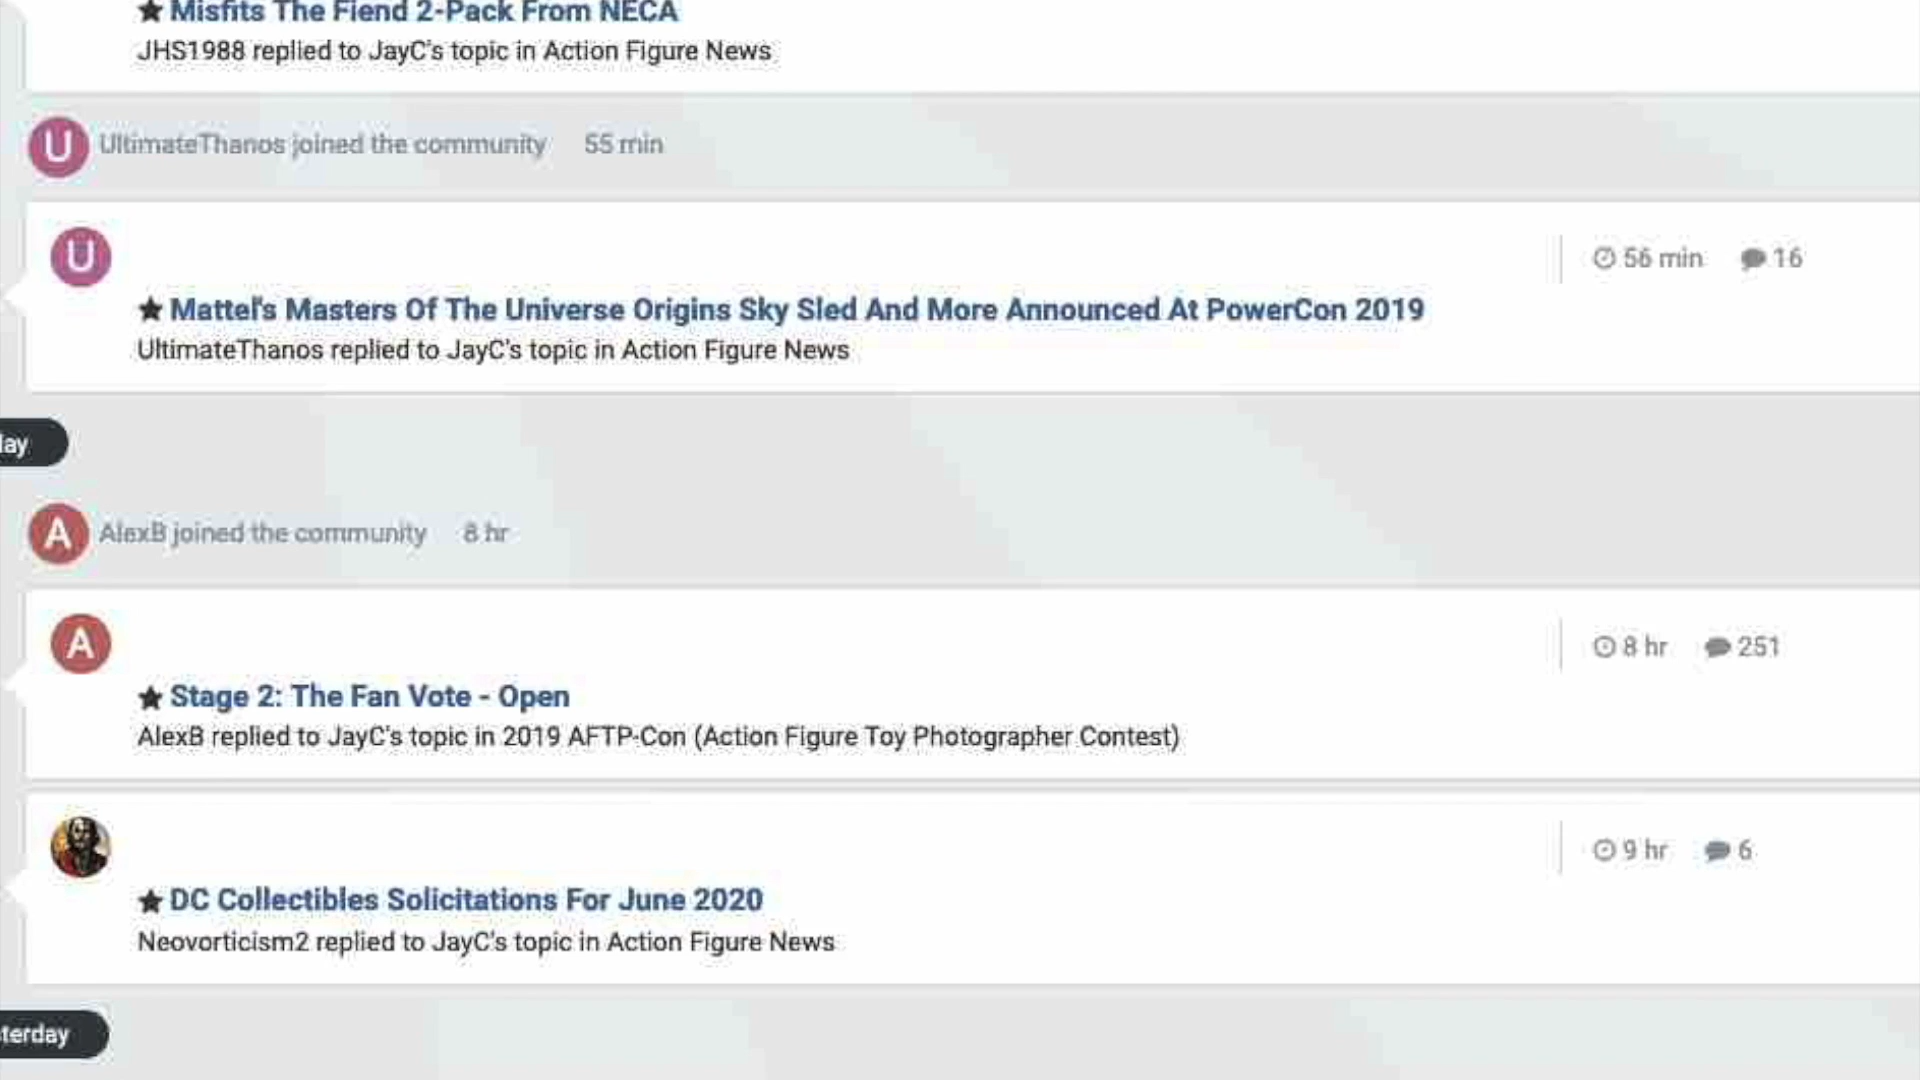 Misfits The Fiend 2-Pack From NECA
JHS1988 replied to JayC's topic in Action Figure News
U UltimateThanos joined the community 55 min
U
56 min 16
Mattel's Masters Of The Universe Origins Sky Sled And More Announced At PowerCon 2019
UltimateThanos replied to JayC's topic in Action Figure News
day
A AlexB joined the community 8 hr
A
8 hr 251
Stage 2: The Fan Vote - Open
AlexB replied to JayC's topic in 2019 AFTP-Con (Action Figure Toy Photographer Contest)
9 hr 6
DC Collectibles Solicitations For June 2020
Neovorticism2 replied to JayC's topic in Action Figure News
terday